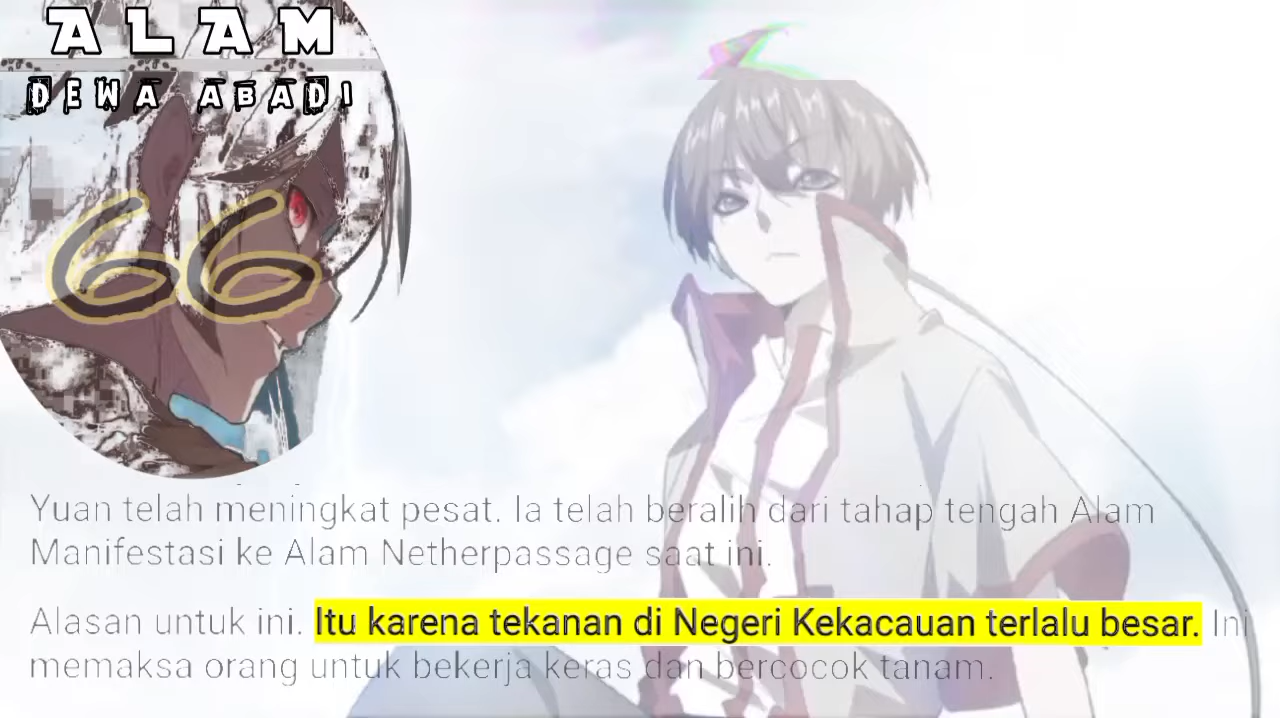 ALAM
DEWA ABADI
66
Yuan telah meningkat pesat. Ia telah beralih dari tahap tengah Alam
Manifestasi ke Alam Netherpassage saat ini.
Alasan untuk ini. Itu karena tekanan di Negeri Kekacauan terlalu besar. Ini
memaksa orang untuk bekerja keras dan bercocok tanam.